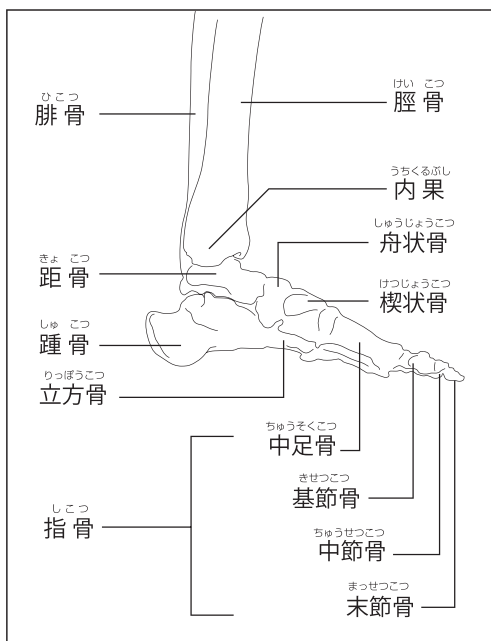 ひこつ
腓骨
けい こつ
脛骨
うちくるぶし
内果
しゅうじょうこつ
舟状骨
きょ こつ
距骨
けつじょうこつ
楔状骨
しゅ こつ
踵骨
りっぽうこつ
立方骨
ちゅうそくこつ
中足骨
きせつこつ
基節骨
しこつ
指骨
ちゅうせつこつ
中節骨
まっせつこつ
末節骨